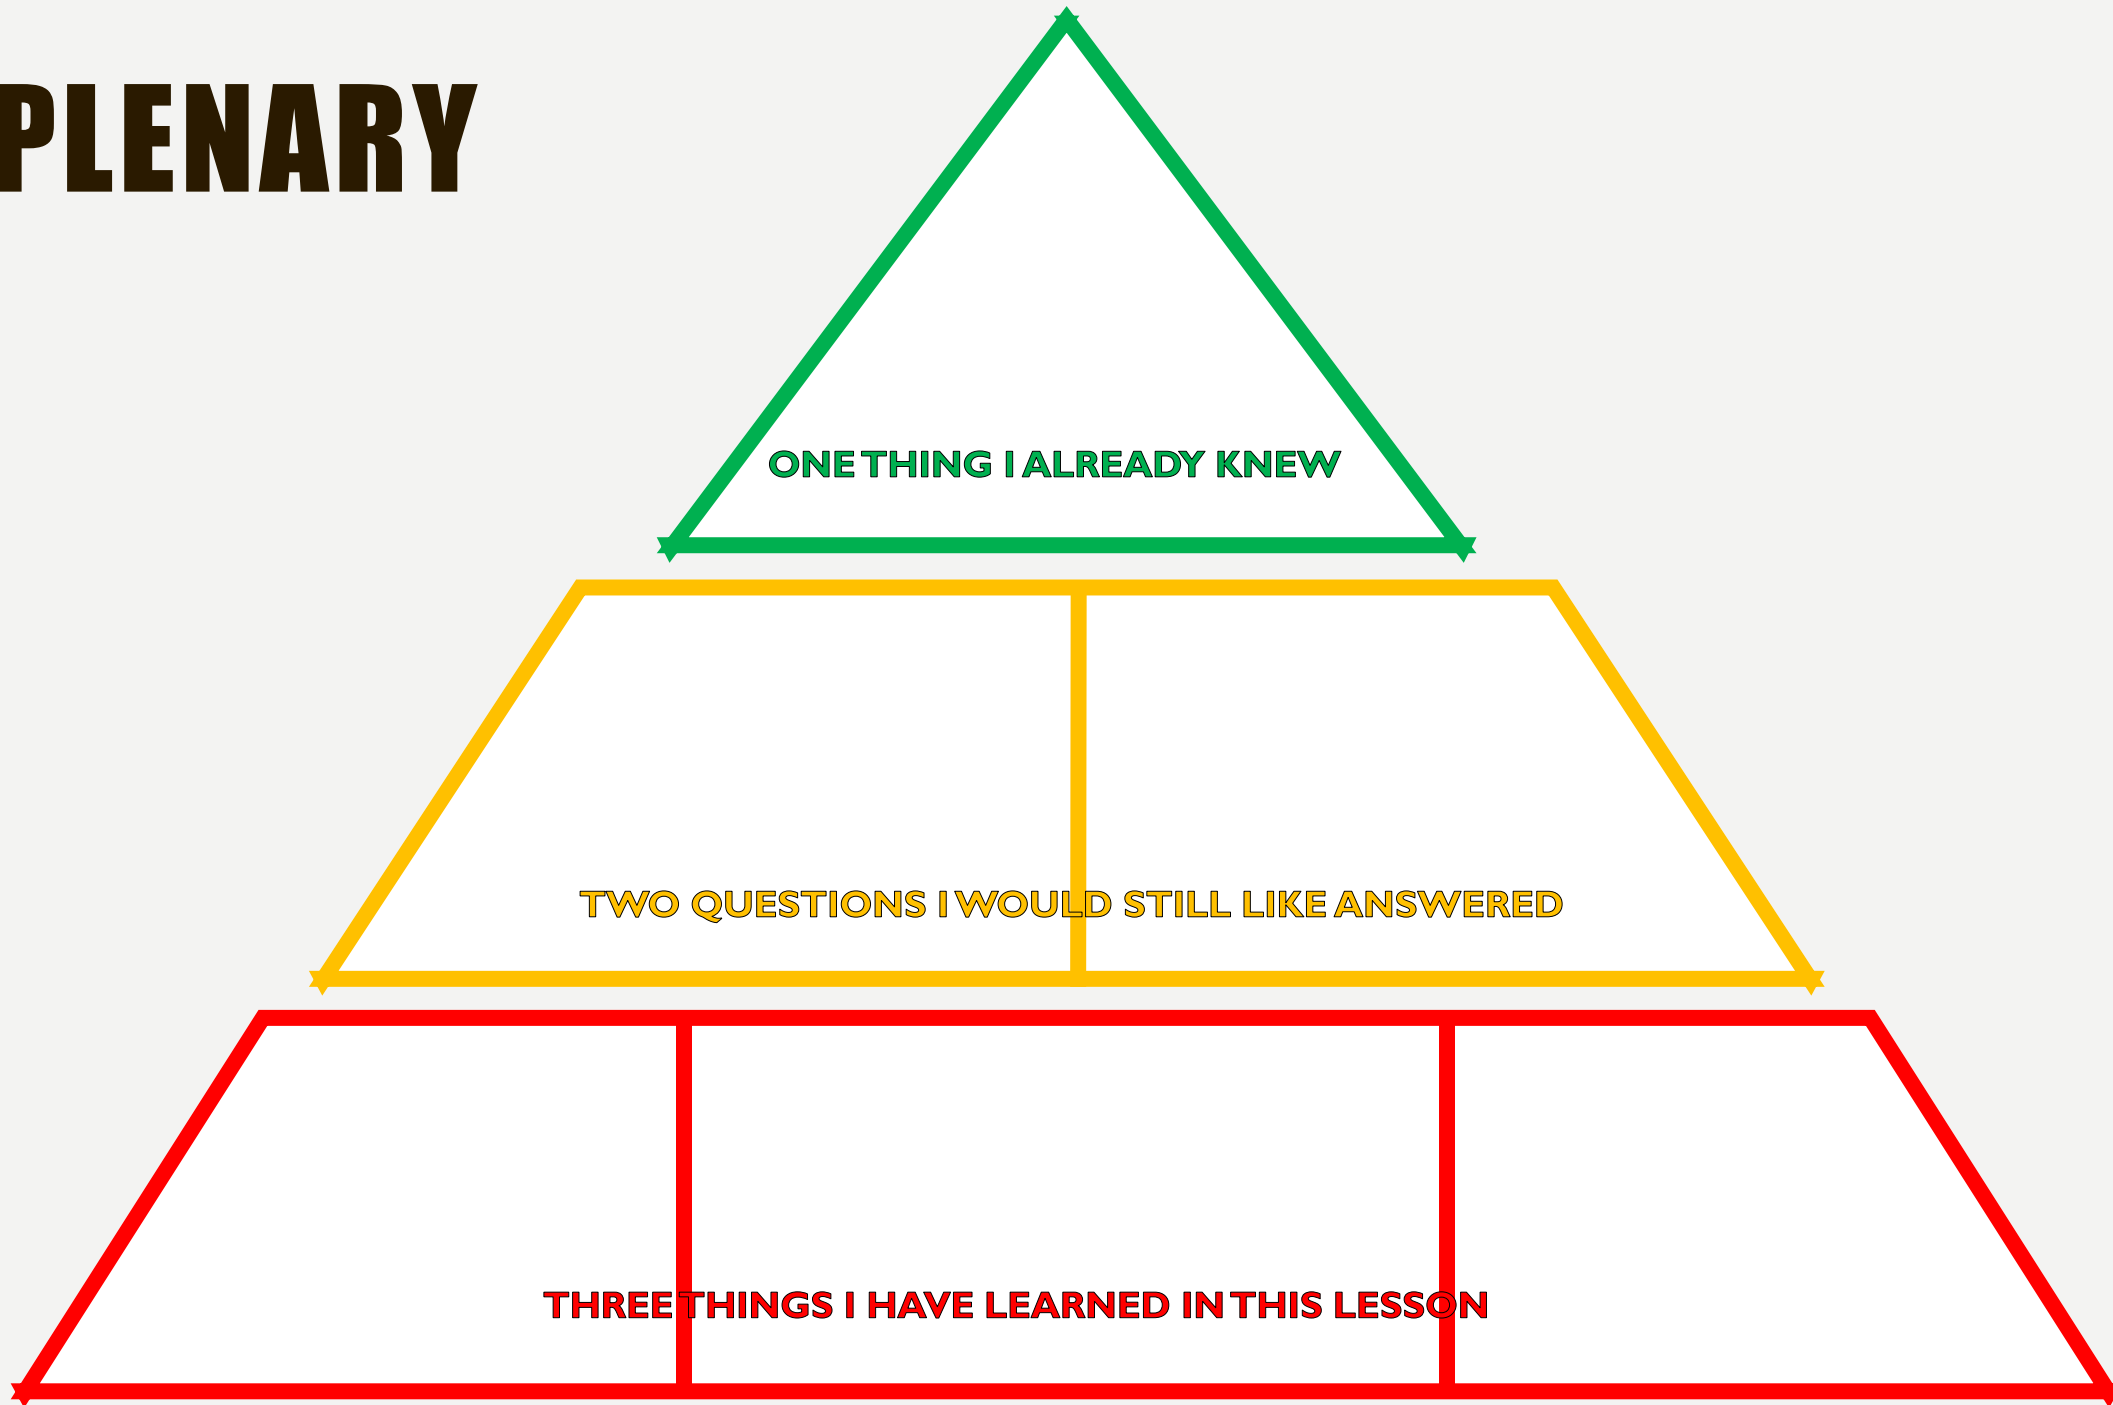 PLENARY
ONE THING I ALREADY KNEW
TWO QUESTIONS I WOULD STILL LIKE ANSWERED
THREE THINGS I HAVE LEARNED IN THIS LESSON